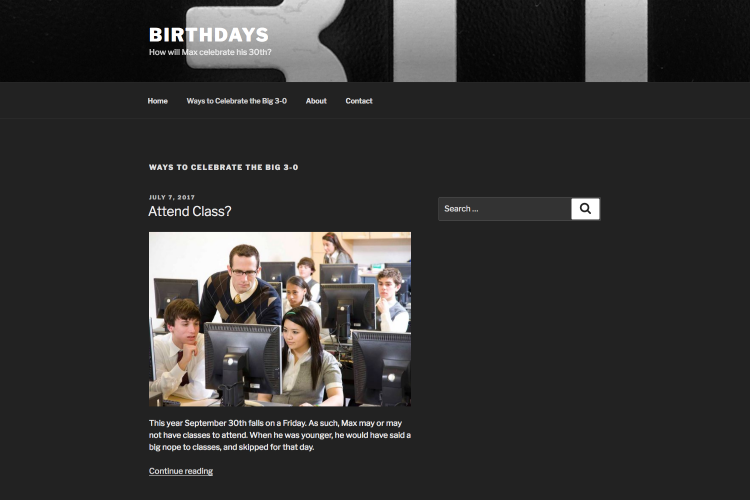 BIRTHDAYS
How will Max celebrate his 30th?
Home Ways to Celebrate the Big 3-0 About Contact
WAYS TO CELEBRATE THE BIG 3-0
JULY 7, 2017
Attend Class?
Search …
This year September 30th falls on a Friday. As such, Max may or may
not have classes to attend. When he was younger, he would have said a
big nope to classes, and skipped for that day.
Continue reading